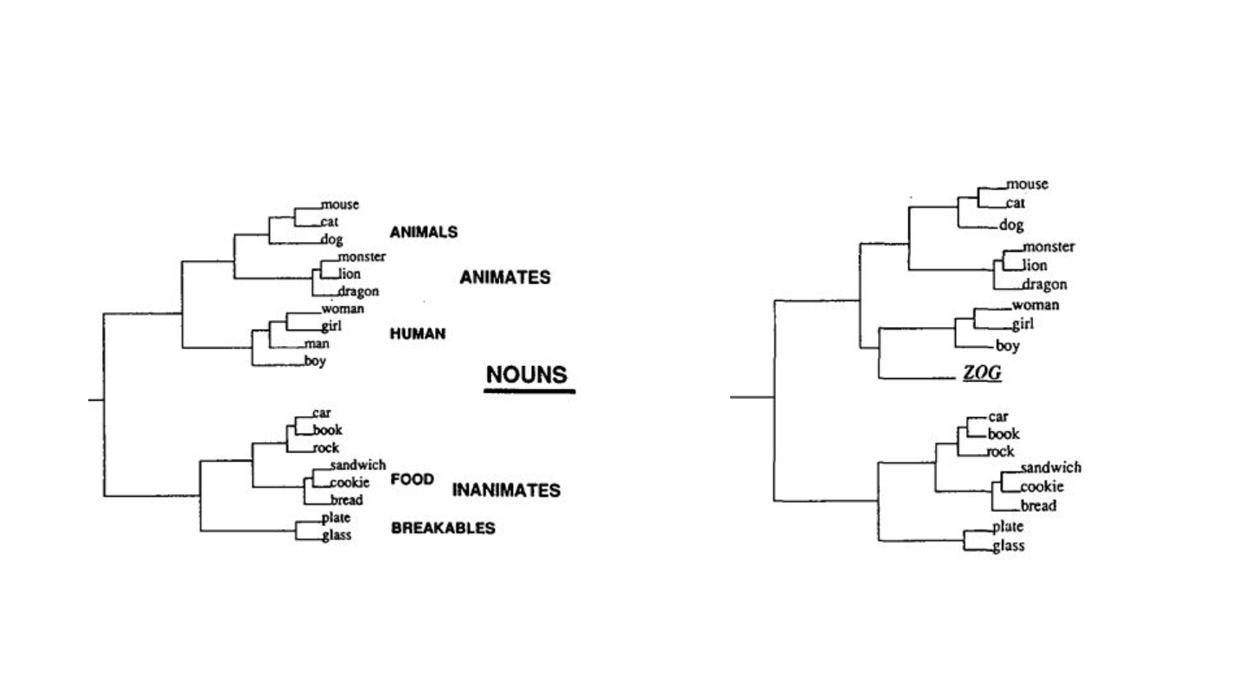 mouse
cat
dog
ANIMALS
monster
lion
dragon
ANIMATES
woman
girl
man
boy
HUMAN
NOUNS
car
book
rock
sandwich
cookie
bread
FOOD
INANIMATES
plate
glass
BREAKABLES
mouse
cat
dog
monster
lion
dragon
woman
girl
boy
ZOG
car
book
rock
sandwich
cookie
bread
plate
glass